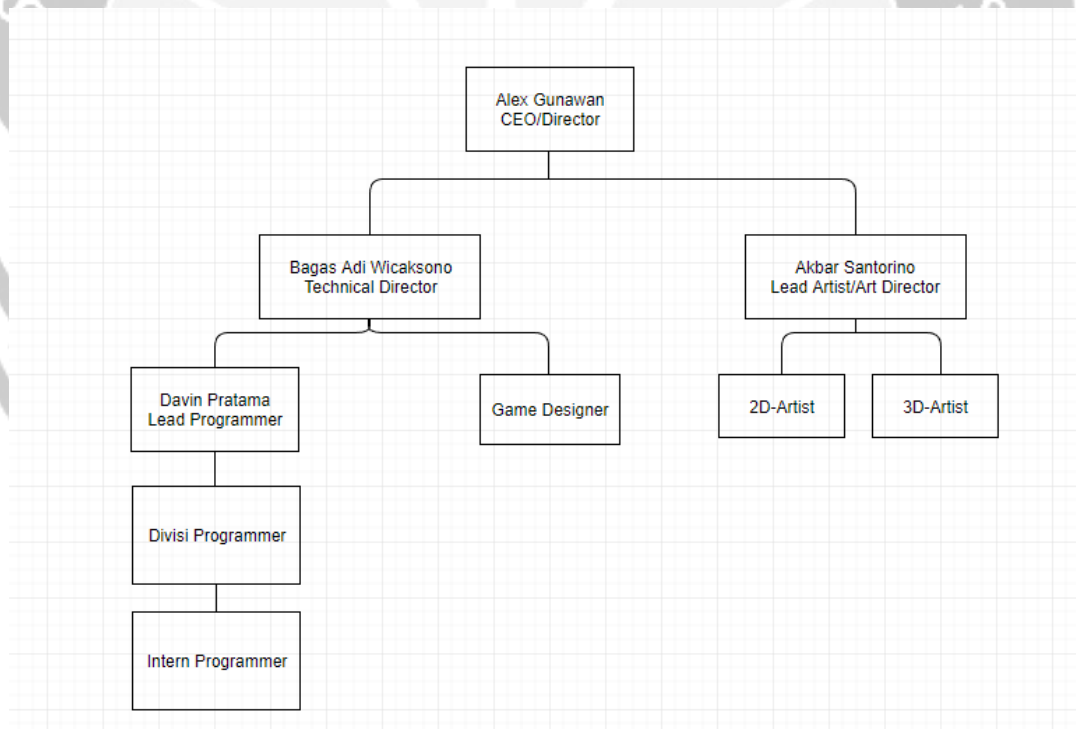 Alex Gunawan
CEO/Director
Bagas Adi Wicaksono
Technical Director
Akbar Santorino
Lead Artist/Art Director
Davin Pratama
Lead Programmer
Game Designer
2D-Artist
3D-Artist
Divisi Programmer
Intern Programmer